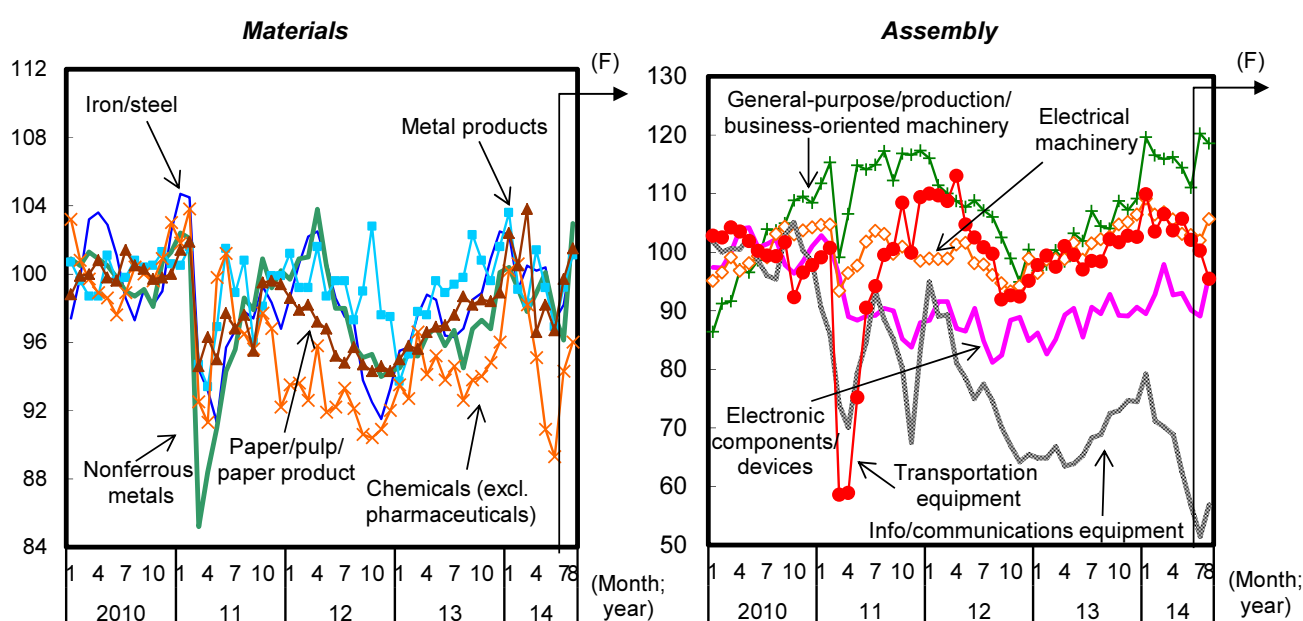 Materials
(F)
112
108
104
100
96
92
88
84
Iron/steel
Metal products
Nonferrous
metals
Paper/pulp/
paper product
Chemicals (excl.
pharmaceuticals)
1 4 7 10 1 4 7 10 1 4 7 10 1 4 7 10 1 4 78
2010 11 12 13 14
(Month;
year)
Assembly
(F)
130
120
110
100
90
80
70
60
50
General-purpose/production/
business-oriented machinery
Electrical
machinery
Electronic
components/
devices
Transportation
equipment
Info/communications equipment
1 4 7 10 1 4 7 10 1 4 7 10 1 4 7 10 1 4 78
2010 11 12 13 14
(Month;
year)